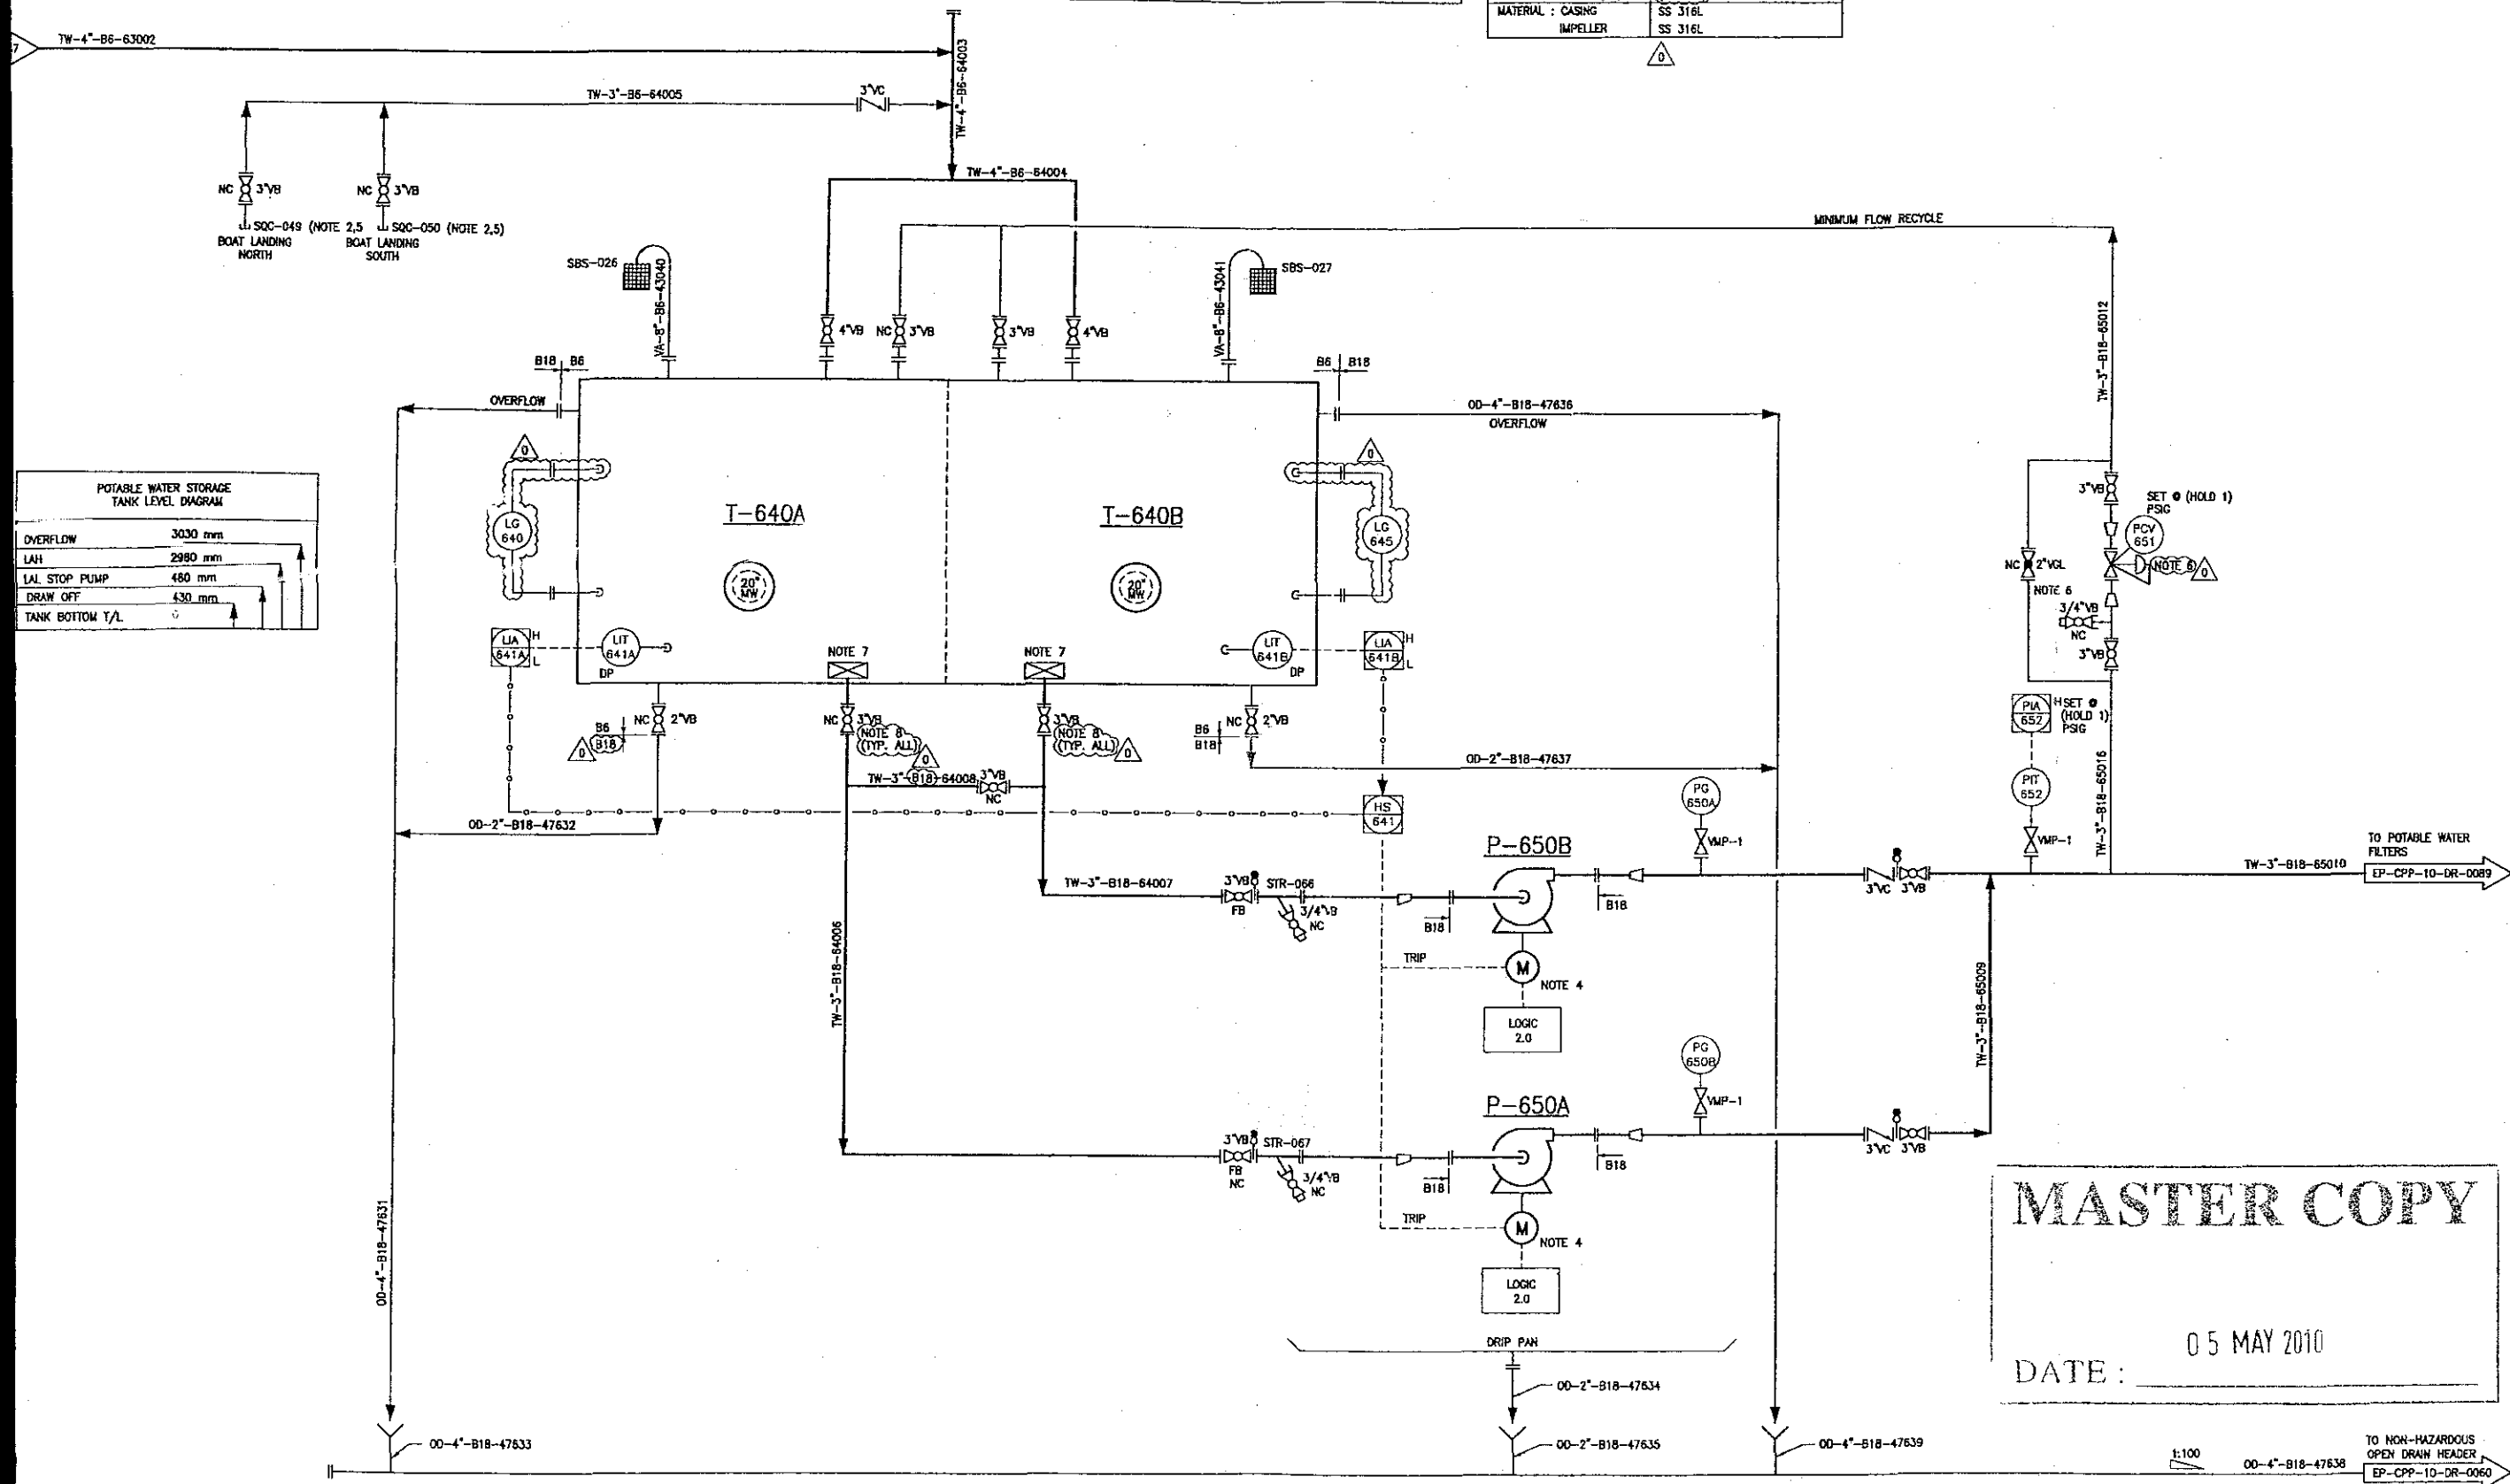 MATERIAL : CASING SS 316L
IMPELLER SS 316L
0
7
TW-4"-B6-63002
TW-4"-B6-64003
TW-3"-B6-64005
3"VC
NC 3"VB
NC 3"VB
SQC-049 (NOTE 2,5
SQC-050 (NOTE 2,5)
BOAT LANDING
NORTH
BOAT LANDING
SOUTH
TW-4"-B6-64004
MINIMUM FLOW RECYCLE
SBS-026
VA-8"-B6-43040
VA-8"-B6-43041
SBS-027
4"VB
NC 3"VB
3"VB
4"VB
TW-3"-B18-65012
B18 B6
B6 B18
OVERFLOW
OD-4"-B18-47636
OVERFLOW
0
0
POTABLE WATER STORAGE
TANK LEVEL DIAGRAM
OVERFLOW 3030 mm
LAH 2980 mm
LAL STOP PUMP 460 mm
DRAW OFF 430 mm
TANK BOTTOM T/L 0
LG
640
T-640A
T-640B
LG
645
20"
MW
20"
MW
3"VB
SET @ (HOLD 1)
PSIG
PCV
651
NC 2"VGL
NOTE 6
NOTE 6
0
3/4"VB
NC
3"VB
LIA
641A
H
L
LIT
641A
DP
NOTE 7
NOTE 7
LIT
641B
DP
LIA
641B
H
L
PIA
652
H SET @
(HOLD 1)
PSIG
NC 2"VB
B6
B18
0
NC 3"VB
NOTE 8
(TYP. ALL)
0
3"VB
NOTE 8
(TYP. ALL)
0
NC 2"VB
B6
B18
OD-2"-B18-47637
TW-3"-B18-64008
3"VB
NC
PG
650A
VMP-1
PIT
652
VMP-1
TW-3"-B18-65016
HS
641
OD-2"-B18-47632
P-650B
TO POTABLE WATER
FILTERS
TW-3"-B18-65010
EP-CPP-10-DR-0089
TW-3"-B18-64007
3"VB
FB
STR-066
3/4"VB
NC
B18
B18
3"VC 3"VB
TRIP
M
NOTE 4
LOGIC
2.0
TW-3"-B18-64006
TW-3"-B18-65009
PG
650B
VMP-1
P-650A
3"VB
FB
NC
STR-067
3/4"VB
NC
B18
B18
3"VC 3"VB
TRIP
M
NOTE 4
LOGIC
2.0
OD-4"-B18-47631
MASTER COPY
05 MAY 2010
DATE :
DRIP PAN
OD-2"-B18-47634
OD-4"-B18-47633
OD-2"-B18-47635
OD-4"-B18-47639
1:100
OD-4"-B18-47638
TO NON-HAZARDOUS
OPEN DRAIN HEADER
EP-CPP-10-DR-0060